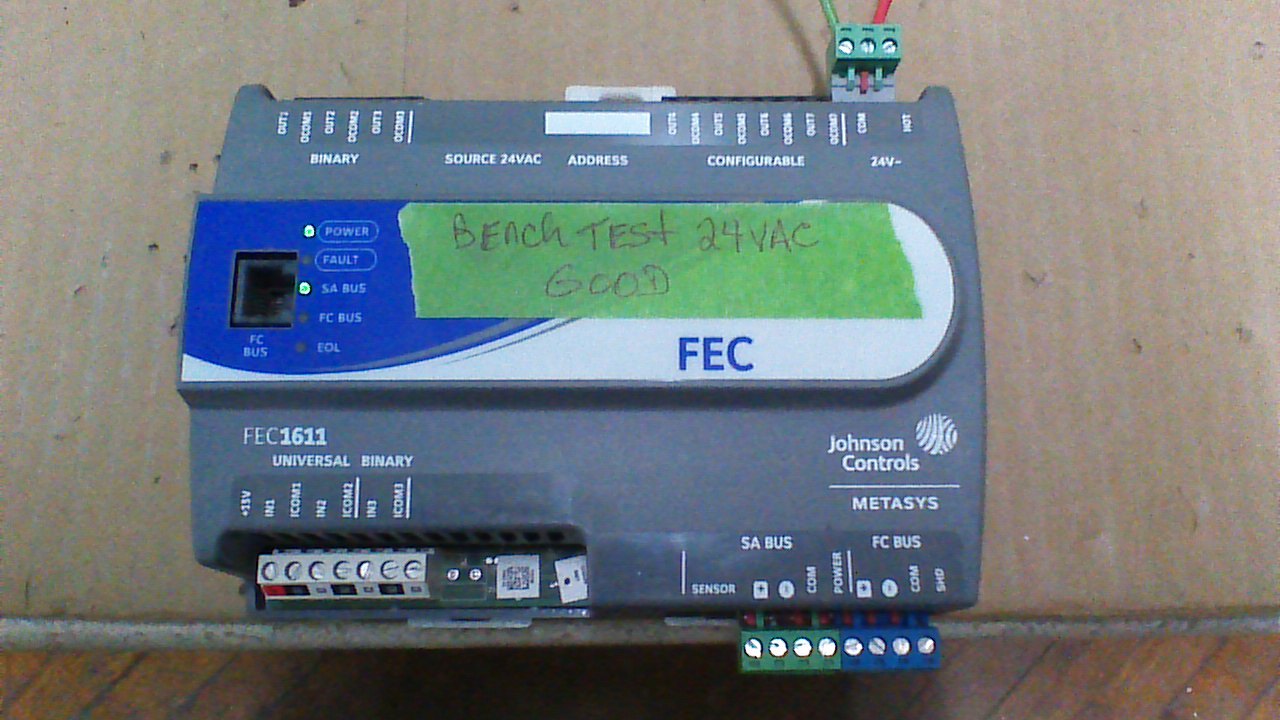 OUT1 OCOM1 OUT2 OCOM2 OUT3 OCOM3
OUT4 OCOM4 OUT5 OCOM5 OUT6 OCOM6 OUT7 OCOM7 COM HOT
BINARY SOURCE 24VAC ADDRESS CONFIGURABLE 24V~
POWER
FAULT
SA BUS
FC BUS
EOL
FC
BUS
BEnch TEST 24VAC
GOOD
FEC
FEC1611
UNIVERSAL BINARY
+15V IN1 ICOM1 IN2 ICOM2 IN3 ICOM3
Johnson
Controls
METASYS
SA BUS FC BUS
SENSOR + - COM POWER + - COM SHD